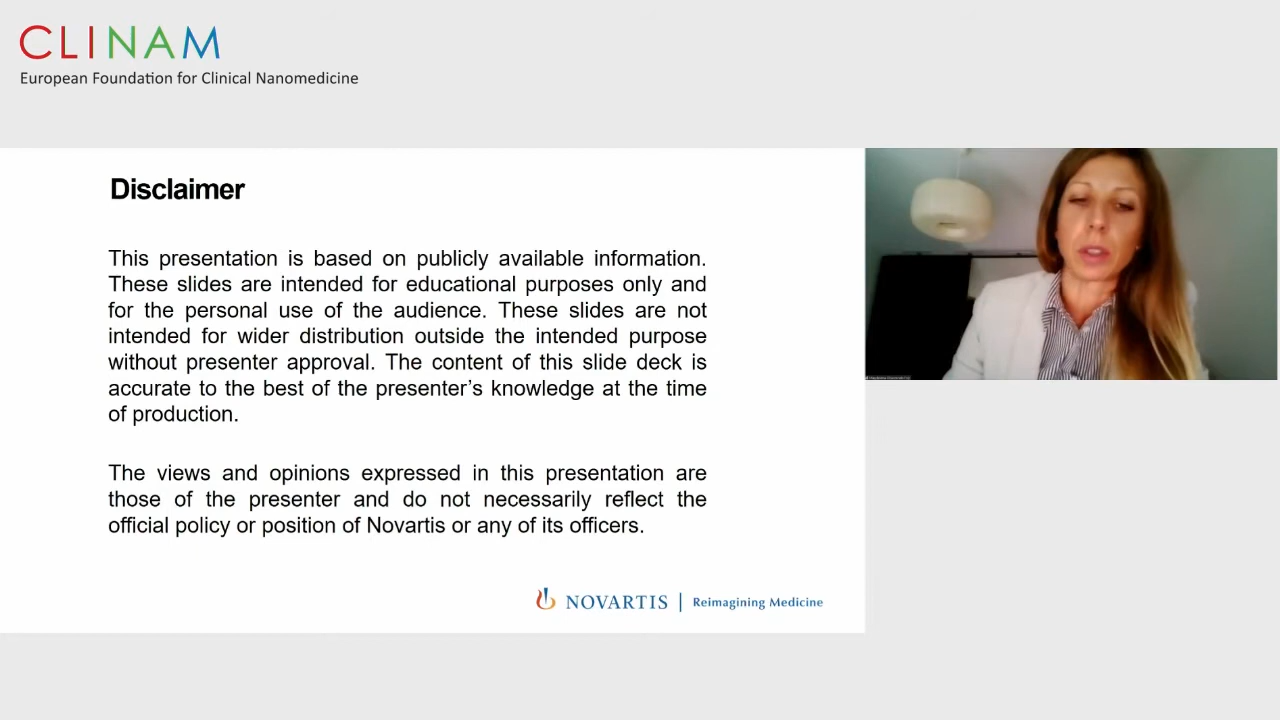 CLINAM
European Foundation for Clinical Nanomedicine
Disclaimer
This presentation is based on publicly available information.
These slides are intended for educational purposes only and
for the personal use of the audience. These slides are not
intended for wider distribution outside the intended purpose
without presenter approval. The content of this slide deck is
accurate to the best of the presenter's knowledge at the time
of production.
The views and opinions expressed in this presentation are
those of the presenter and do not necessarily reflect the
official policy or position of Novartis or any of its officers.
NOVARTIS | Reimagining Medicine